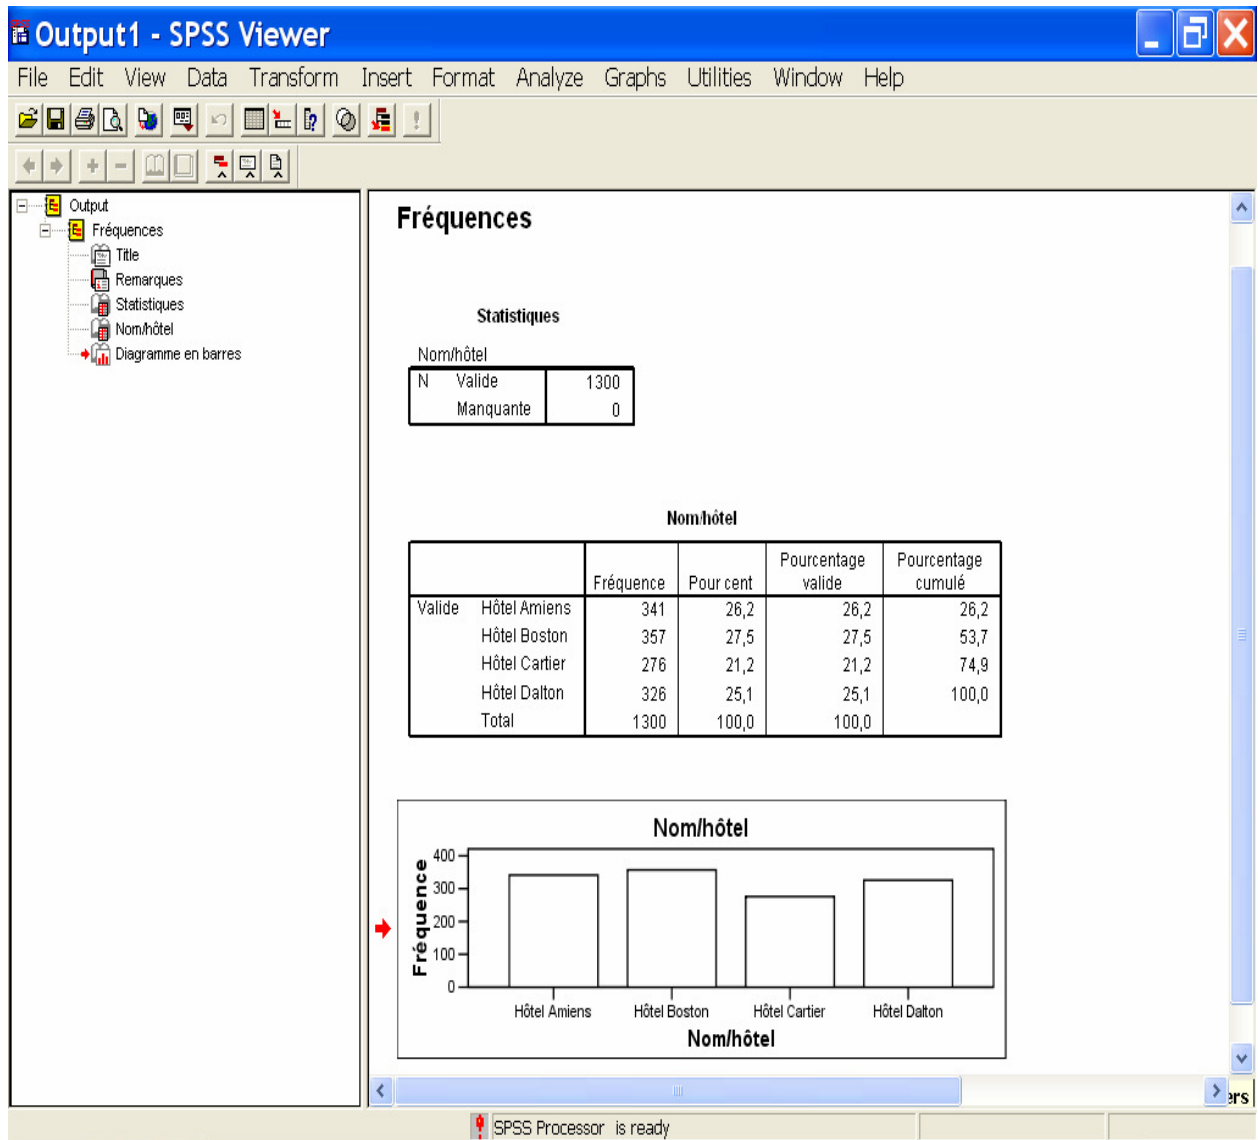 Output1 - SPSS Viewer
File Edit View Data Transform Insert Format Analyze Graphs Utilities Window Help
Output
Fréquences
Title
Remarques
Statistiques
Nom/hôtel
Diagramme en barres
Fréquences
Statistiques
Nom/hôtel
N Valide 1300
Manquante 0
Nom/hôtel
Fréquence Pour cent Pourcentage valide Pourcentage cumulé
Valide Hôtel Amiens 341 26,2 26,2 26,2
Hôtel Boston 357 27,5 27,5 53,7
Hôtel Cartier 276 21,2 21,2 74,9
Hôtel Dalton 326 25,1 25,1 100,0
Total 1300 100,0 100,0
Nom/hôtel
Fréquence
400
300
200
100
0
Hôtel Amiens Hôtel Boston Hôtel Cartier Hôtel Dalton
Nom/hôtel
ers
SPSS Processor is ready